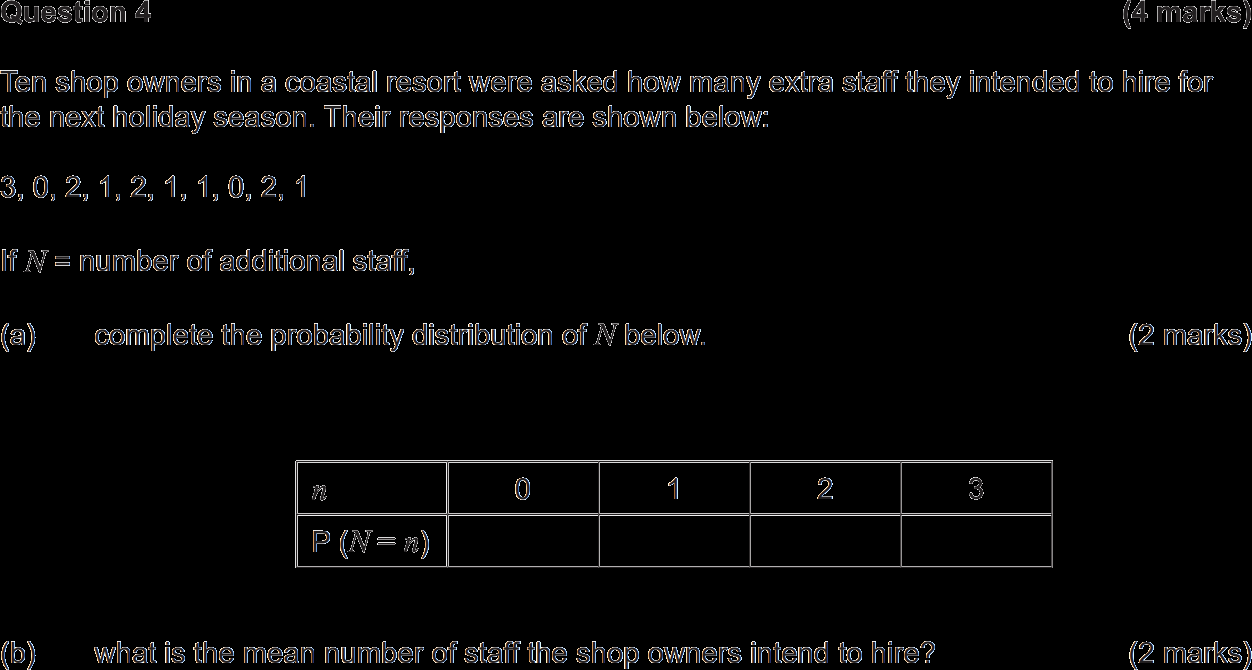 Question 4 (4 marks)
Ten shop owners in a coastal resort were asked how many extra staff they intended to hire for
the next holiday season. Their responses are shown below:
3, 0, 2, 1, 2, 1, 1, 0, 2, 1
If N = number of additional staff,
(a) complete the probability distribution of N below. (2 marks)
n 0 1 2 3
P (N = n)
(b) what is the mean number of staff the shop owners intend to hire? (2 marks)